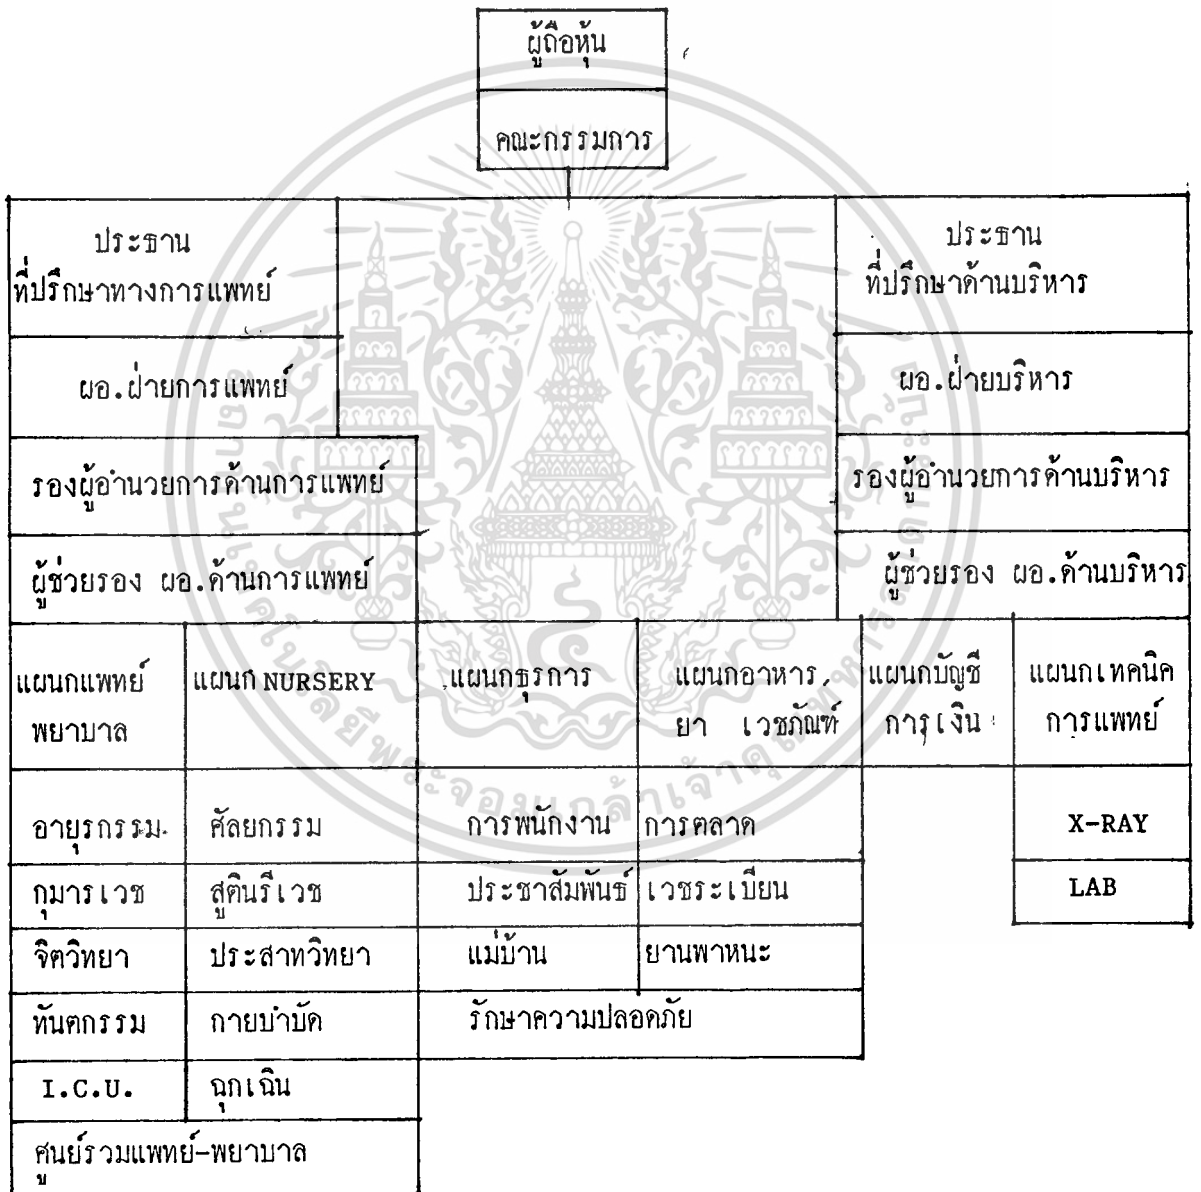 ผู้ถือหุ้น
คณะกรรมการ
ประธาน
ที่ปรึกษาทางการแพทย์
ประธาน
ที่ปรึกษาด้านบริหาร
ผอ.ฝ่ายการแพทย์
ผอ.ฝ่ายบริหาร
รองผู้อำนวยการด้านการแพทย์
รองผู้อำนวยการด้านบริหาร
ผู้ช่วยรอง ผอ.ด้านการแพทย์
ผู้ช่วยรอง ผอ.ด้านบริหาร
แผนกแพทย์
พยาบาล
แผนก NURSERY
แผนกธุรการ
แผนกอาหาร
ยา เวชภัณฑ์
แผนกบัญชี
การเงิน
แผนกเทคนิค
การแพทย์
อายุรกรรม
ศัลยกรรม
การพนักงาน
การตลาด
X-RAY
กุมารเวช
สูตินรีเวช
ประชาสัมพันธ์
เวชระเบียน
LAB
จิตวิทยา
ประสาทวิทยา
แม่บ้าน
ยานพาหนะ
ทันตกรรม
กายบำบัด
รักษาความปลอดภัย
I.C.U.
ฉุกเฉิน
ศูนย์รวมแพทย์-พยาบาล